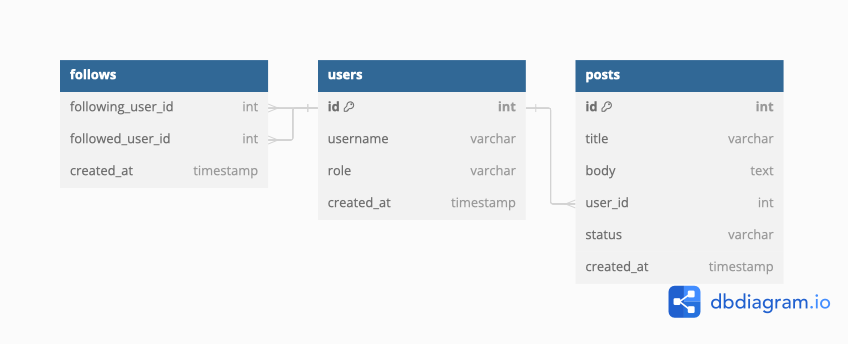 follows
following_user_id int
followed_user_id int
created_at timestamp
users
id int
username varchar
role varchar
created_at timestamp
posts
id int
title varchar
body text
user_id int
status varchar
created_at timestamp
dbdiagram.io